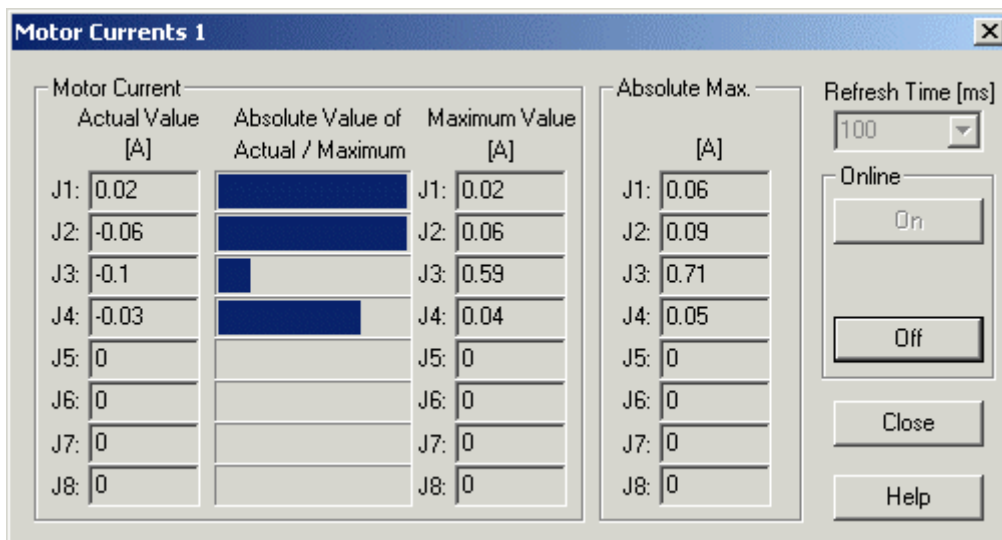 Motor Currents 1
Motor Current Absolute Max. Refresh Time [ms]
Actual Value Absolute Value of Maximum Value
[A] Actual / Maximum [A] [A] 100
J1: 0.02 J1: 0.02 J1: 0.06 Online
J2: -0.06 J2: 0.06 J2: 0.09 On
J3: -0.1 J3: 0.59 J3: 0.71
J4: -0.03 J4: 0.04 J4: 0.05 Off
J5: 0 J5: 0 J5: 0
J6: 0 J6: 0 J6: 0 Close
J7: 0 J7: 0 J7: 0
J8: 0 J8: 0 J8: 0 Help